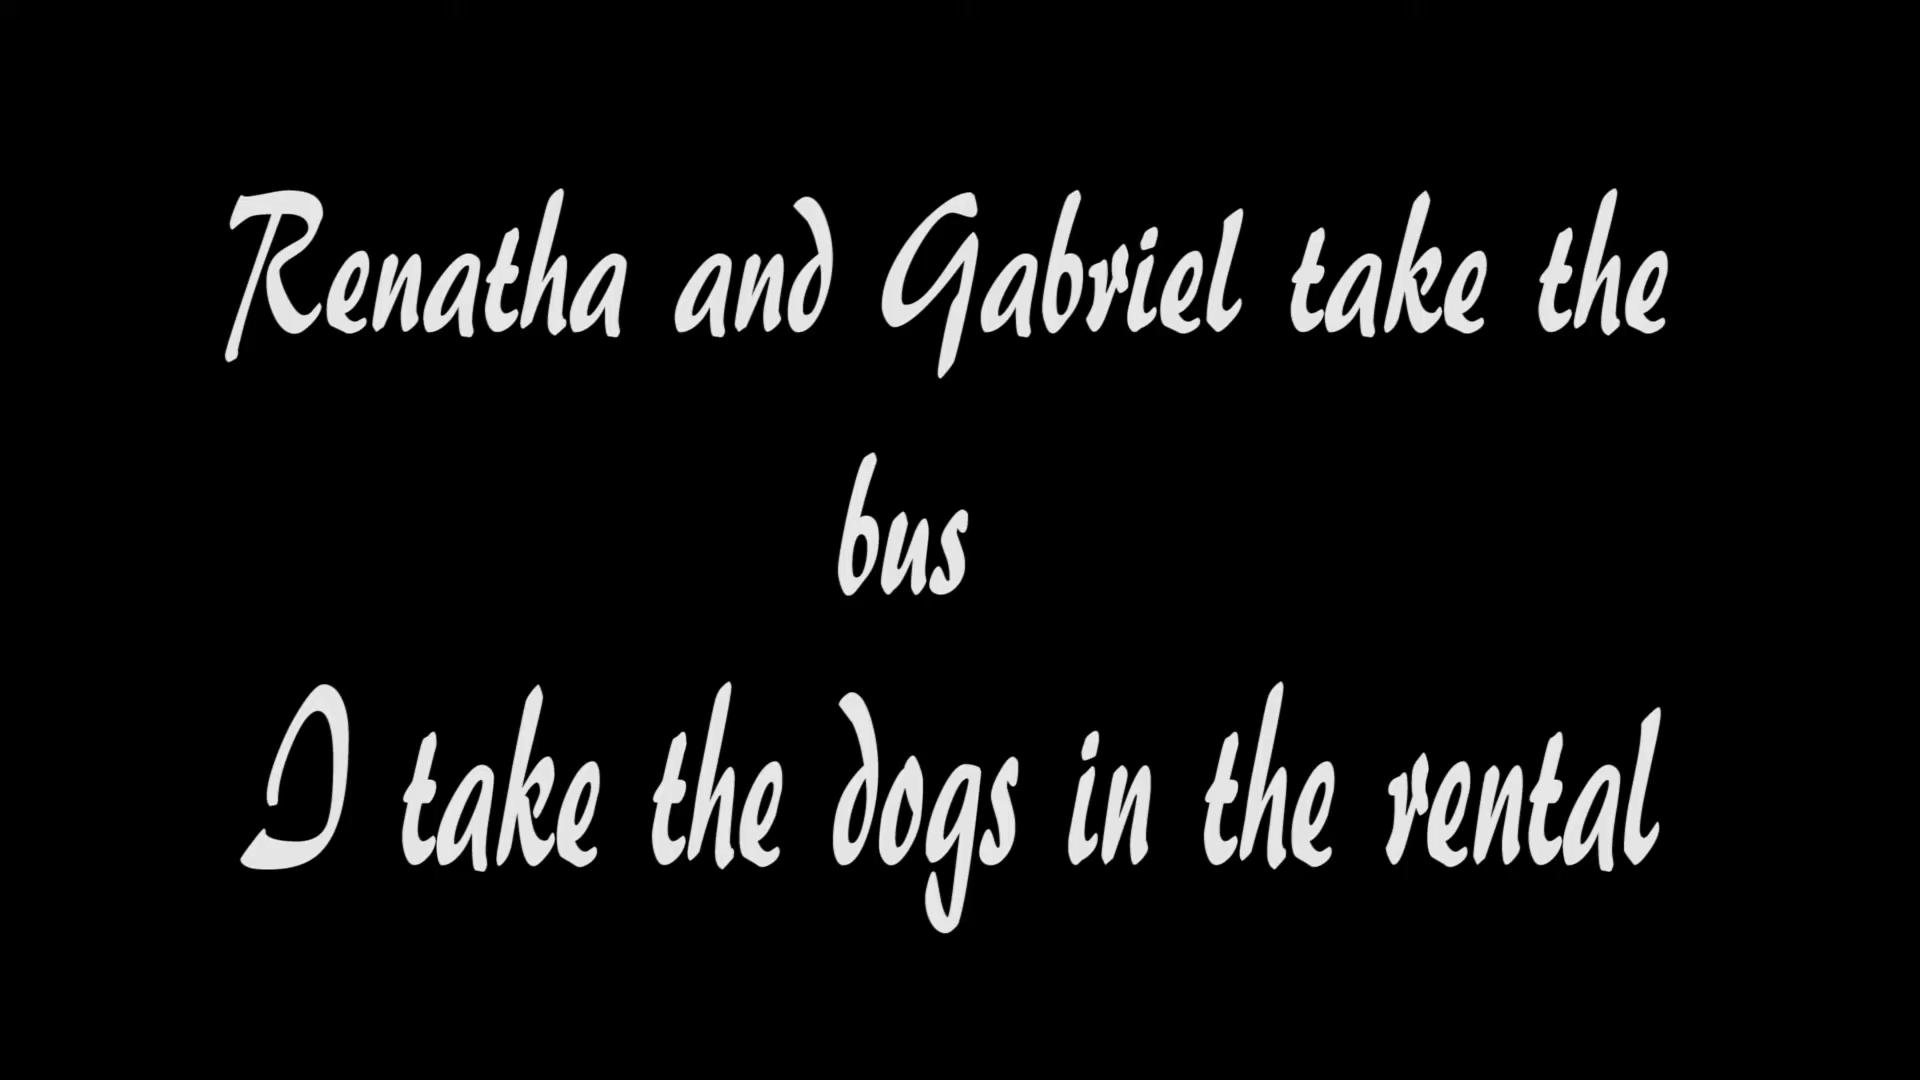 Renatha and Gabriel take the
bus
I take the dogs in the rental